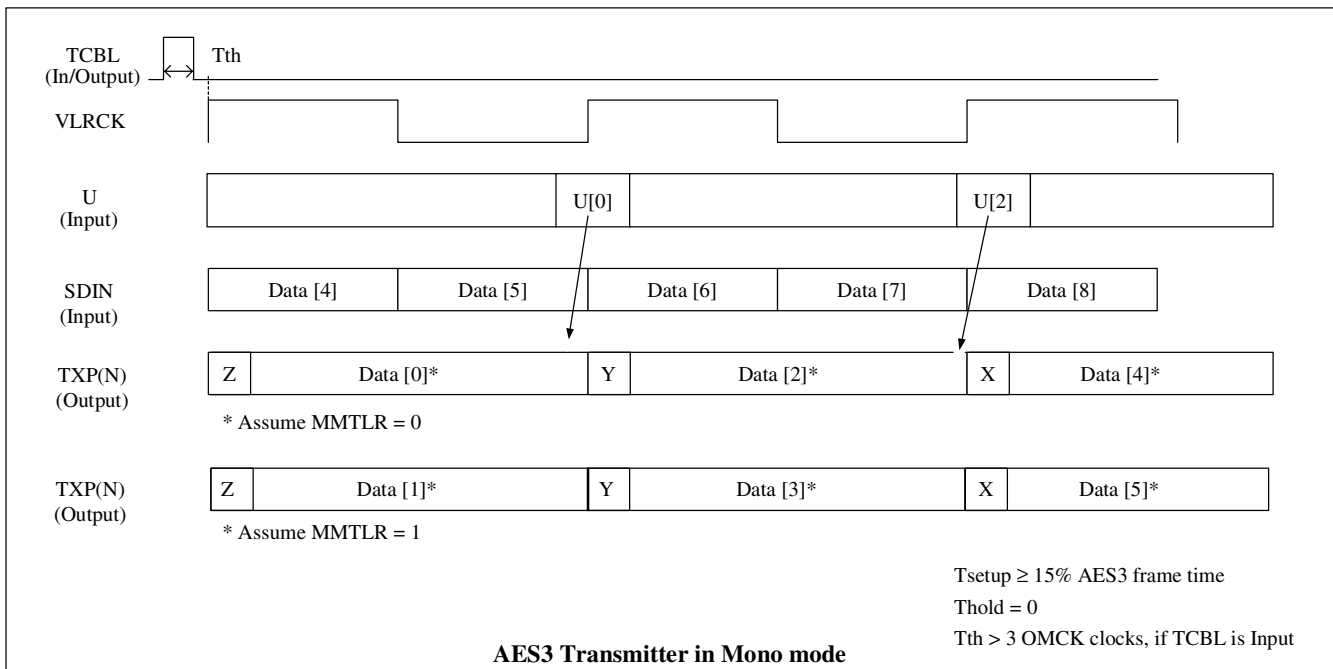 TCBL
(In/Output)
Tth
VLRCK
U
(Input)
U[0]
U[2]
SDIN
(Input)
Data [4]
Data [5]
Data [6]
Data [7]
Data [8]
TXP(N)
(Output)
Z
Data [0]*
Y
Data [2]*
X
Data [4]*
* Assume MMTLR = 0
TXP(N)
(Output)
Z
Data [1]*
Y
Data [3]*
X
Data [5]*
* Assume MMTLR = 1
Tsetup ≥ 15% AES3 frame time
Thold = 0
Tth > 3 OMCK clocks, if TCBL is Input
AES3 Transmitter in Mono mode